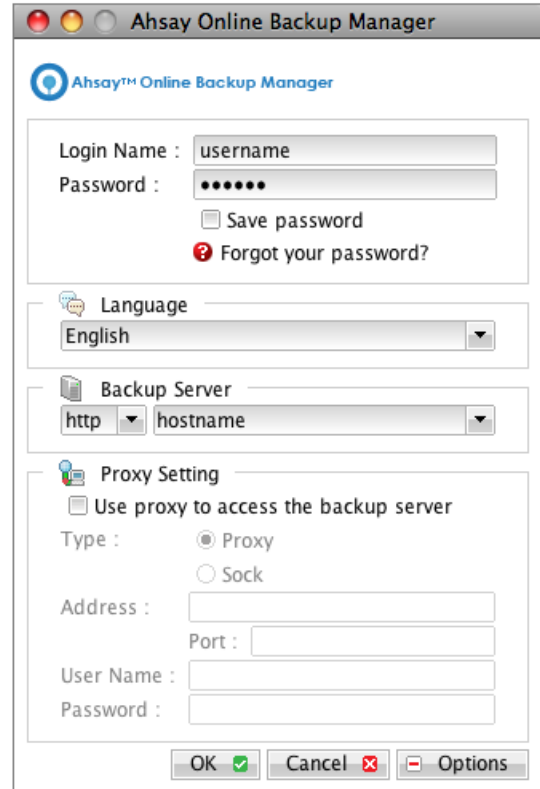 Ahsay Online Backup Manager
Ahsay™ Online Backup Manager
Login Name : username
Password : ••••••
Save password
Forgot your password?
Language
English
Backup Server
http hostname
Proxy Setting
Use proxy to access the backup server
Type : Proxy
Sock
Address :
Port :
User Name :
Password :
OK Cancel Options